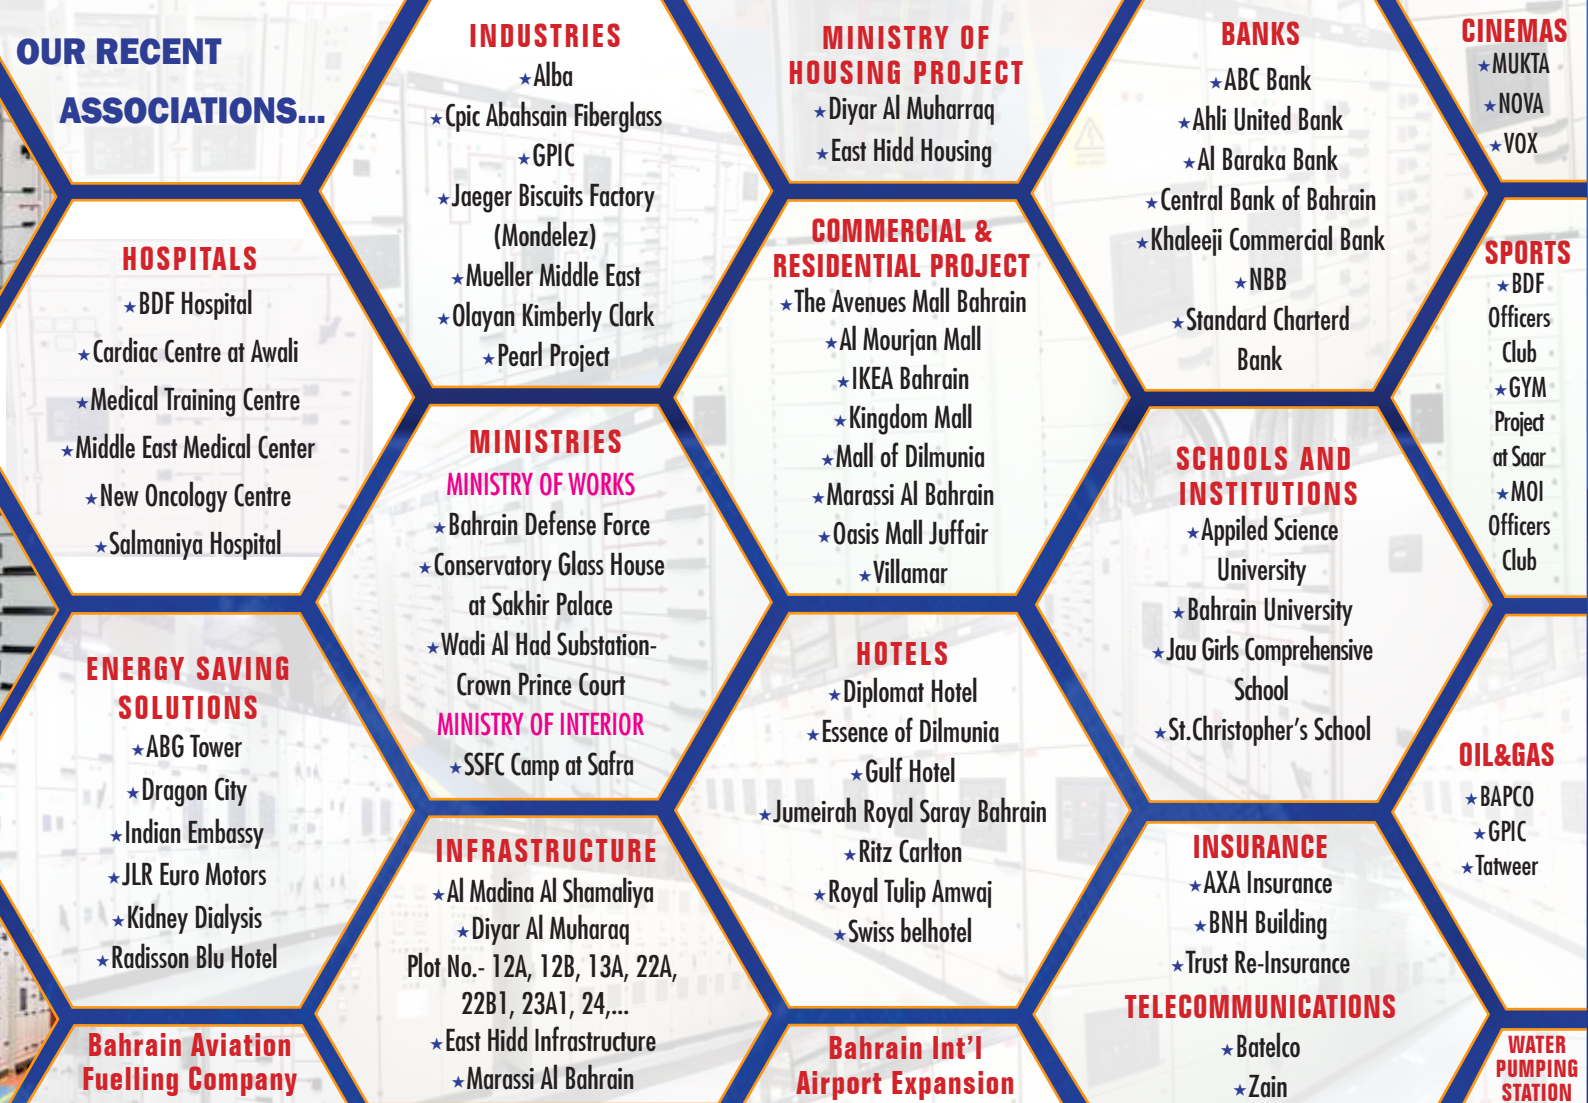 OUR RECENT
ASSOCIATIONS...
HOSPITALS
★BDF Hospital
★Cardiac Centre at Awali
★Medical Training Centre
★Middle East Medical Center
★New Oncology Centre
★Salmaniya Hospital
ENERGY SAVING
SOLUTIONS
★ABG Tower
★Dragon City
★Indian Embassy
★JLR Euro Motors
★Kidney Dialysis
★Radisson Blu Hotel
Bahrain Aviation
Fuelling Company
INDUSTRIES
★Alba
★Cpic Abahsain Fiberglass
★GPIC
★Jaeger Biscuits Factory
(Mondelez)
★Mueller Middle East
★Olayan Kimberly Clark
★Pearl Project
MINISTRIES
MINISTRY OF WORKS
★Bahrain Defense Force
★Conservatory Glass House
at Sakhir Palace
★Wadi Al Had Substation-
Crown Prince Court
MINISTRY OF INTERIOR
★SSFC Camp at Safra
INFRASTRUCTURE
★Al Madina Al Shamaliya
★Diyar Al Muharaq
Plot No.- 12A, 12B, 13A, 22A,
22B1, 23A1, 24,...
★East Hidd Infrastructure
★Marassi Al Bahrain
MINISTRY OF
HOUSING PROJECT
★Diyar Al Muharraq
★East Hidd Housing
COMMERCIAL &
RESIDENTIAL PROJECT
★The Avenues Mall Bahrain
★Al Mourjan Mall
★IKEA Bahrain
★Kingdom Mall
★Mall of Dilmunia
★Marassi Al Bahrain
★Oasis Mall Juffair
★Villamar
HOTELS
★Diplomat Hotel
★Essence of Dilmunia
★Gulf Hotel
★Jumeirah Royal Saray Bahrain
★Ritz Carlton
★Royal Tulip Amwaj
★Swiss belhotel
Bahrain Int'l
Airport Expansion
BANKS
★ABC Bank
★Ahli United Bank
★Al Baraka Bank
★Central Bank of Bahrain
★Khaleeji Commercial Bank
★NBB
★Standard Charterd
Bank
SCHOOLS AND
INSTITUTIONS
★Appiled Science
University
★Bahrain University
★Jau Girls Comprehensive
School
★St.Christopher's School
INSURANCE
★AXA Insurance
★BNH Building
★Trust Re-Insurance
TELECOMMUNICATIONS
★Batelco
★Zain
CINEMAS
★MUKTA
★NOVA
★VOX
SPORTS
★BDF
Officers
Club
★GYM
Project
at Saar
★MOI
Officers
Club
OIL&GAS
★BAPCO
★GPIC
★Tatweer
WATER
PUMPING
STATION